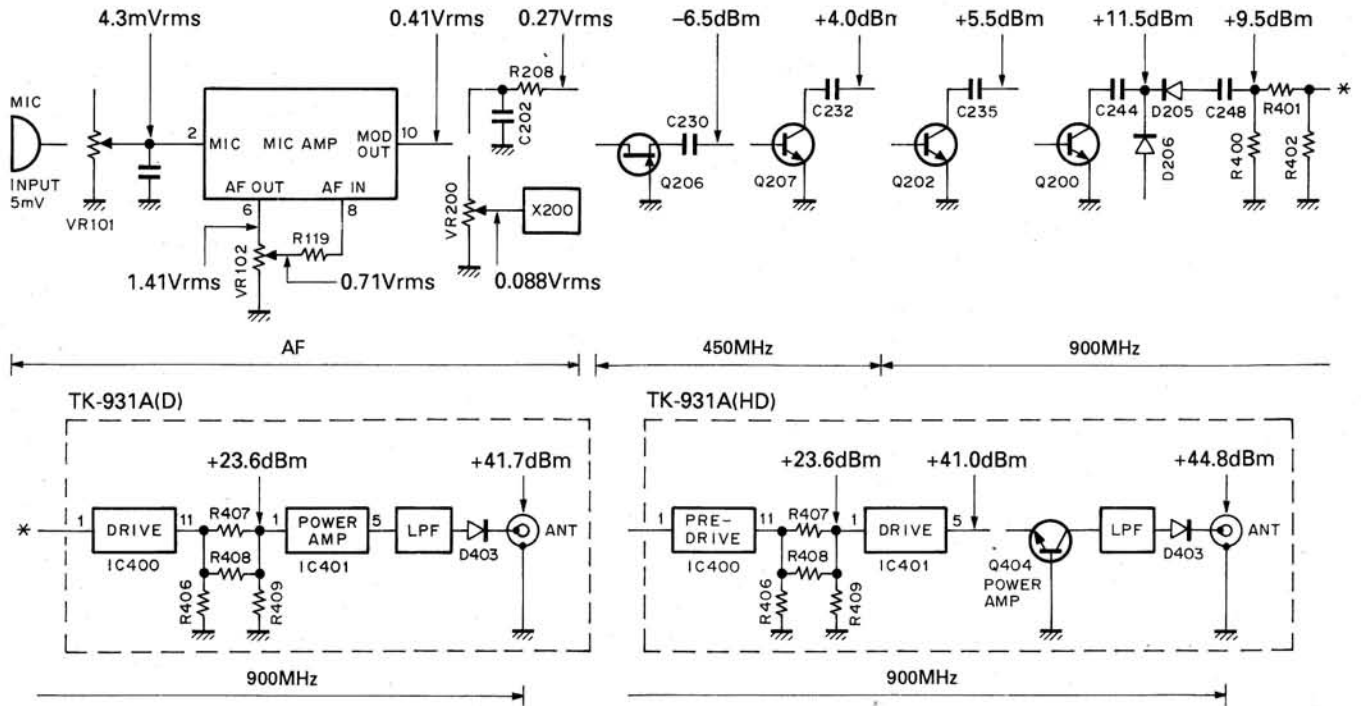 4.3mVrms 0.41Vrms 0.27Vrms -6.5dBm +4.0dBm +5.5dBm +11.5dBm +9.5dBm
MIC
INPUT
5mV
VR101
2 MIC MIC AMP MOD OUT 10
AF OUT AF IN
6 8
R119
VR102
1.41Vrms 0.71Vrms 0.088Vrms
R208
C202
VR200
X200
C230
Q206
C232
Q207
C235
Q202
C244
Q200
D205
D206
C248
R400
R401
R402
*
AF 450MHz 900MHz
TK-931A(D)
+23.6dBm +41.7dBm
* 1 DRIVE 11
IC400
R407
R408
R406
R409
1 POWER AMP 5
IC401
LPF
D403
ANT
900MHz
TK-931A(HD)
+23.6dBm +41.0dBm +44.8dBm
1 PRE-DRIVE 11
IC400
R407
R408
R406
R409
1 DRIVE 5
IC401
Q404
POWER
AMP
LPF
D403
ANT
900MHz